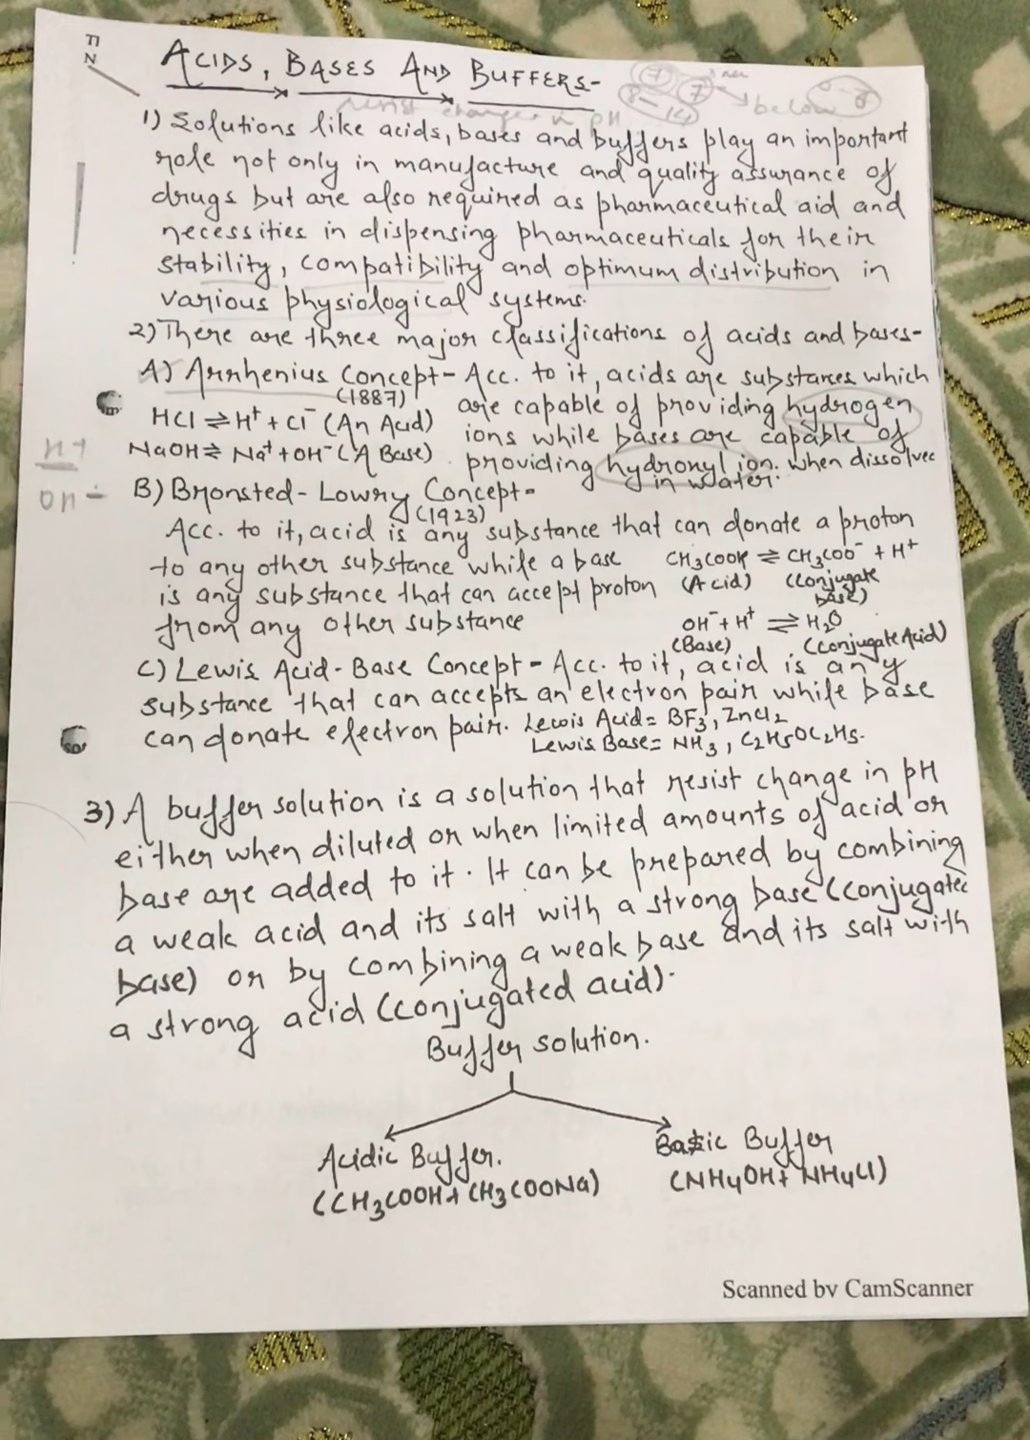 ACIDS, BASES AND BUFFERS-
resist change in pH
below
1) Solutions like acids, bases and buffers play an important
role not only in manufacture and quality assurance of
drugs but are also required as pharmaceutical aid and
necessities in dispensing pharmaceuticals for their
stability, compatibility and optimum distribution in
various physiological systems.
2) There are three major classifications of acids and bases-
A) Arrhenius Concept- Acc. to it, acids are substances which
(1887)
are capable of providing hydrogen
HCl ⇌ H⁺ + Cl⁻ (An Acid)
ions while bases are capable of
NaOH ⇌ Na⁺ + OH⁻ (A Base)
providing hydroxyl ion. when dissolved
in water.
H+
OH-
B) Bronsted-Lowry Concept-
(1923)
Acc. to it, acid is any substance that can donate a proton
to any other substance while a base
is any substance that can accept proton
from any other substance
CH₃COOH ⇌ CH₃COO⁻ + H⁺
(Acid) (Conjugate
base)
OH⁻ + H⁺ ⇌ H₂O
(Base) (Conjugate Acid)
C) Lewis Acid-Base Concept- Acc. to it, acid is any
substance that can accepts an electron pair while base
can donate electron pair. Lewis Acid= BF₃, ZnCl₂
Lewis Base= NH₃, C₂H₅OC₂H₅.
3) A buffer solution is a solution that resist change in pH
either when diluted or when limited amounts of acid or
base are added to it. It can be prepared by combining
a weak acid and its salt with a strong base (conjugated
base) or by combining a weak base and its salt with
a strong acid (conjugated acid).
Buffer solution.
Acidic Buffer.
(CH₃COOH+ CH₃COONa)
Basic Buffer
(NH₄OH+ NH₄Cl)
Scanned by CamScanner